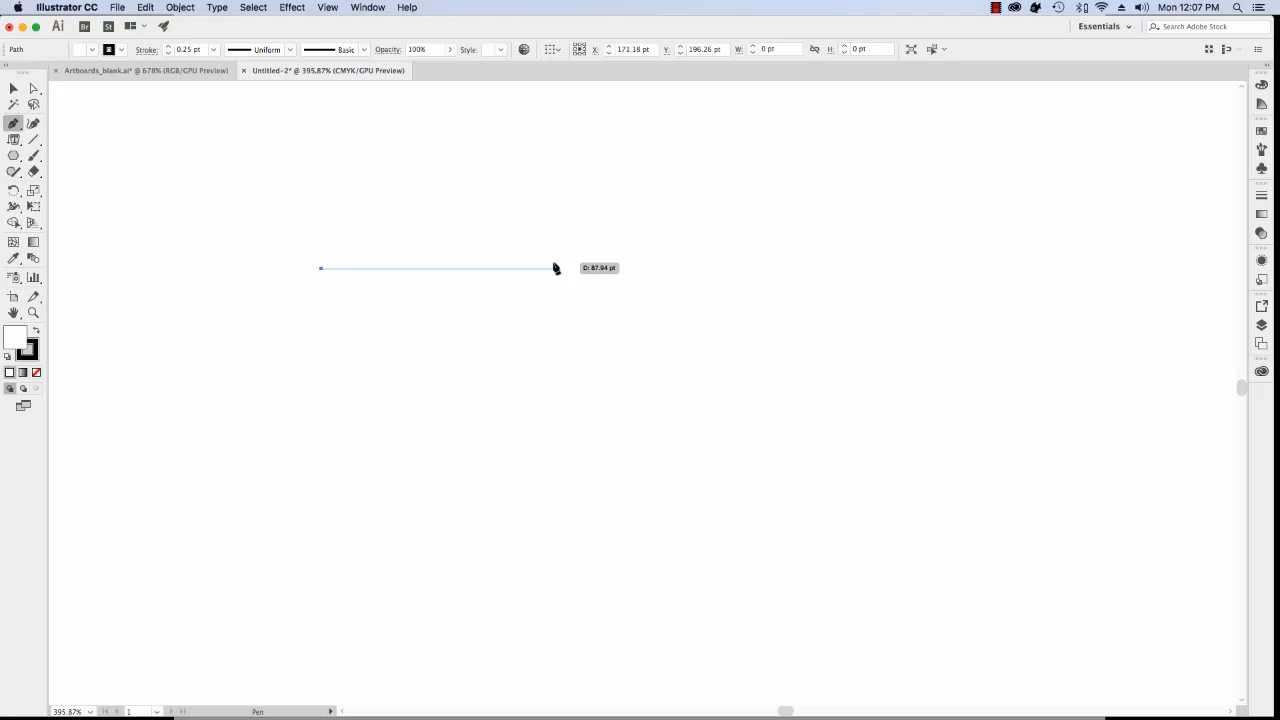 Illustrator CC File Edit Object Type Select Effect View Window Help Mon 12:07 PM
Ai Br St Essentials Search Adobe Stock
Path Stroke: 0.25 pt Uniform Basic Opacity: 100% Style: X: 171.18 pt Y: 196.26 pt W: 0 pt H: 0 pt
× Artboards_blank.ai* @ 678% (RGB/GPU Preview) × Untitled-2* @ 395.87% (CMYK/GPU Preview)
D: 87.94 pt
395.87% 1 Pen